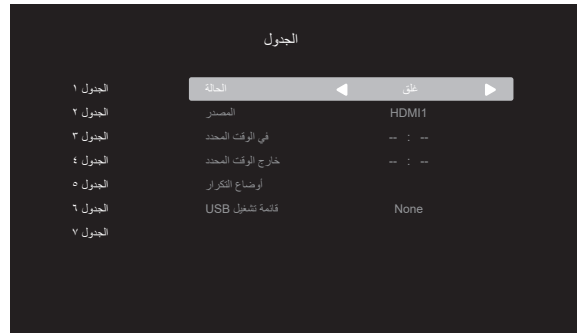 الجدول
الجدول ١
الحالة غلق
الجدول ٢
المصدر HDMI1
الجدول ٣
في الوقت المحدد -- : --
الجدول ٤
خارج الوقت المحدد -- : --
الجدول ٥
أوضاع التكرار
الجدول ٦
قائمة تشغيل USB None
الجدول ٧